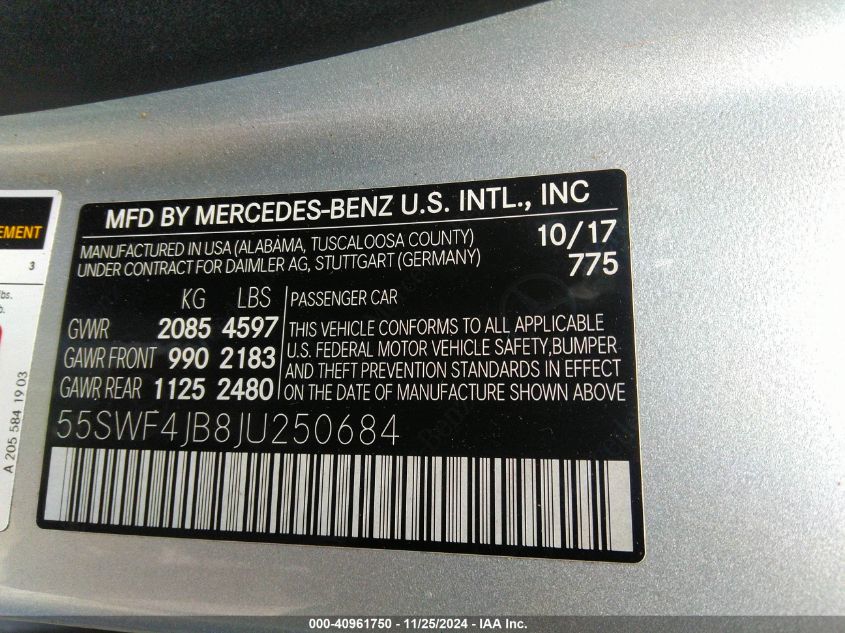 MFD BY MERCEDES-BENZ U.S. INTL., INC
MANUFACTURED IN USA (ALABAMA, TUSCALOOSA COUNTY) 10/17
UNDER CONTRACT FOR DAIMLER AG, STUTTGART (GERMANY) 775
KG LBS PASSENGER CAR
GVWR 2085 4597
GAWR FRONT 990 2183
GAWR REAR 1125 2480
THIS VEHICLE CONFORMS TO ALL APPLICABLE
U.S. FEDERAL MOTOR VEHICLE SAFETY,BUMPER
AND THEFT PREVENTION STANDARDS IN EFFECT
ON THE DATE OF MANUFACTURE SHOWN ABOVE
55SWF4JB8JU250684
EMENT
3
lbs.
b.
A 205 584 19 03
000-40961750 - 11/25/2024 - IAA Inc.